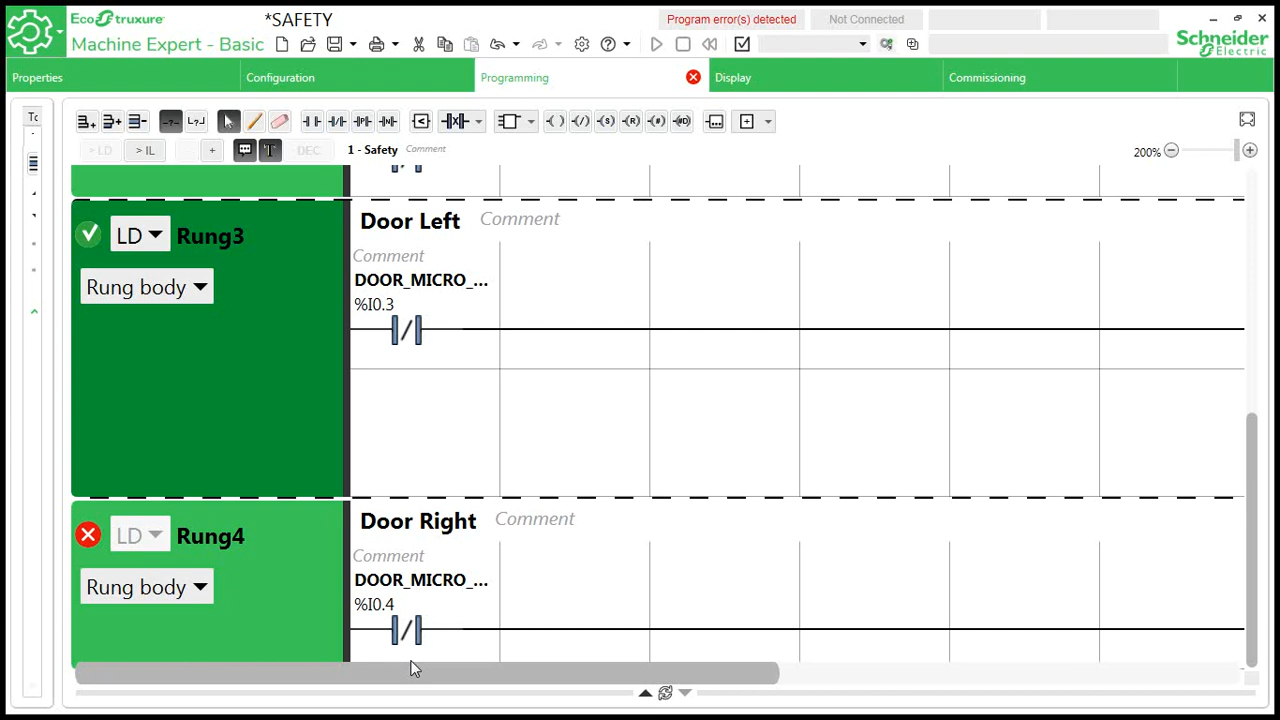 EcoStruxure
Machine Expert - Basic
*SAFETY
Program error(s) detected
Not Connected
Schneider
Electric
Properties
Configuration
Programming
Display
Commissioning
> LD
> IL
DEC
1 - Safety
Comment
200%
LD
Rung3
Rung body
Door Left
Comment
Comment
DOOR_MICRO_...
%I0.3
LD
Rung4
Rung body
Door Right
Comment
Comment
DOOR_MICRO_...
%I0.4